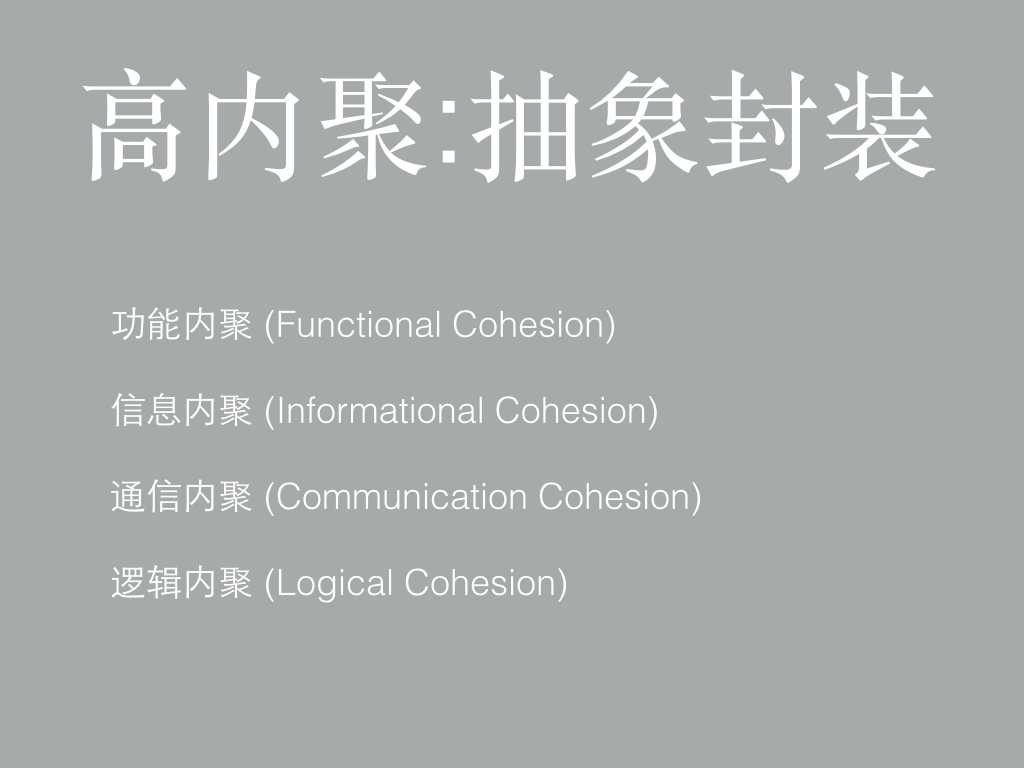 高内聚:抽象封装
功能内聚 (Functional Cohesion)
信息内聚 (Informational Cohesion)
通信内聚 (Communication Cohesion)
逻辑内聚 (Logical Cohesion)